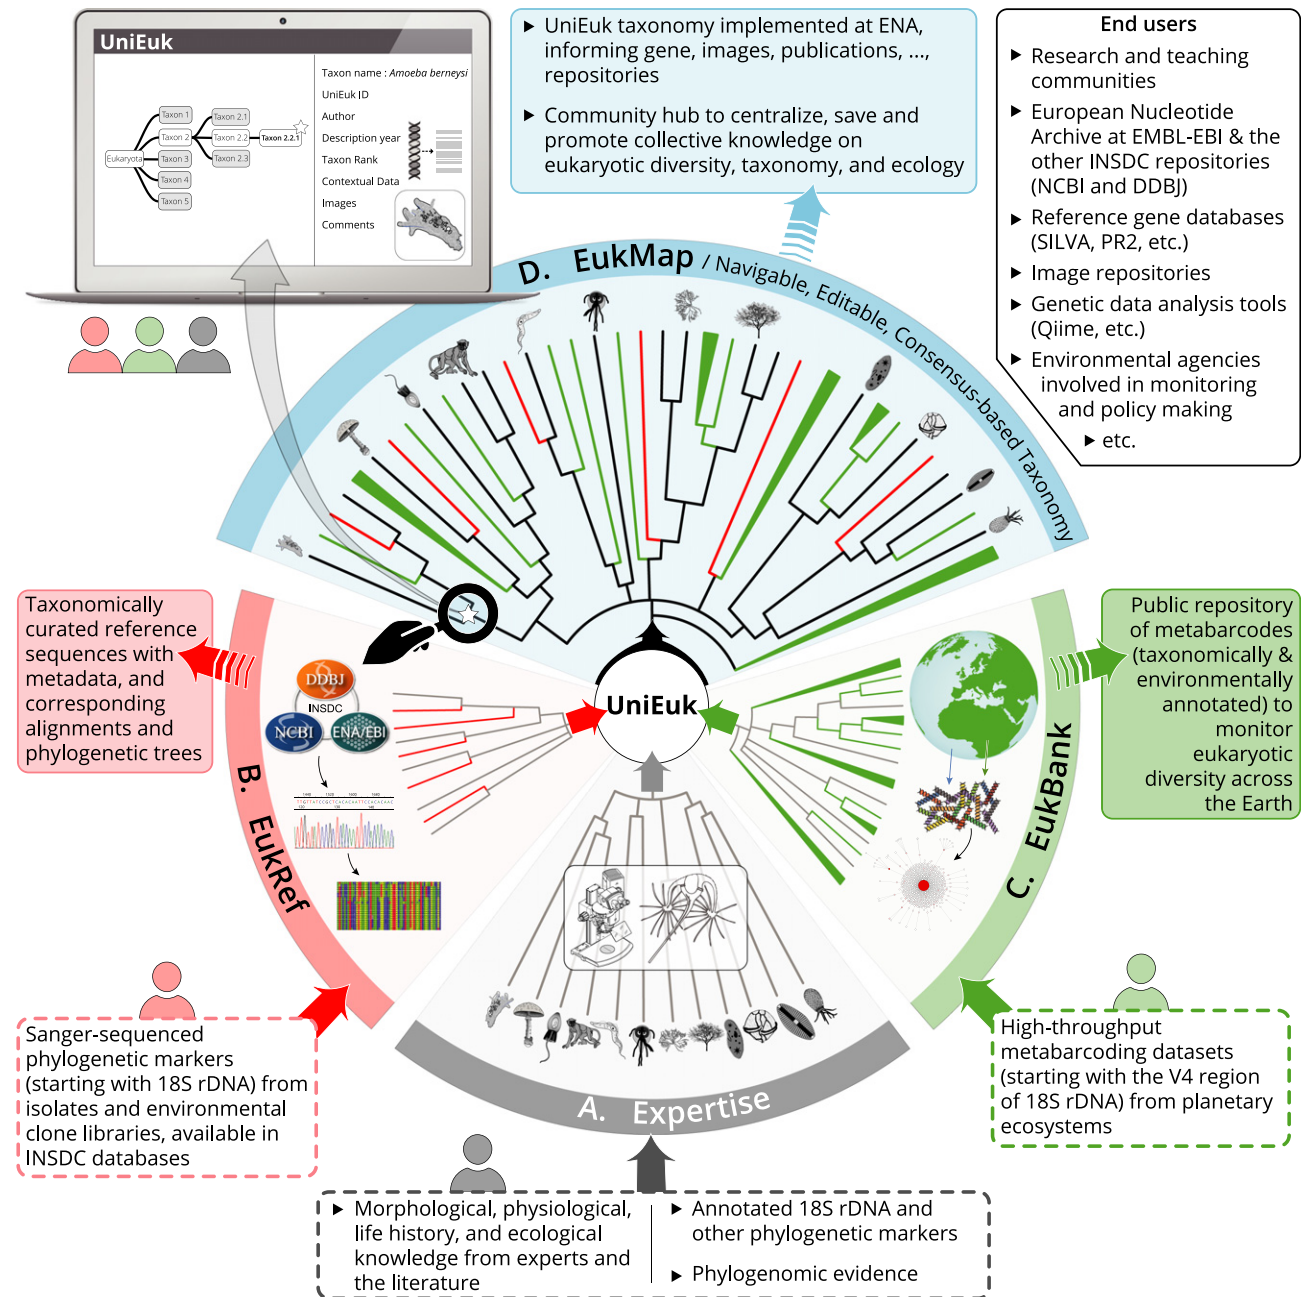 UniEuk
Taxon name : Amoeba berneysi
UniEuk ID
Author
Description year
Taxon Rank
Contextual Data
Images
Comments
Eukaryota
Taxon 1
Taxon 2
Taxon 3
Taxon 4
Taxon 5
Taxon 2.1
Taxon 2.2
Taxon 2.3
Taxon 2.2.1
► UniEuk taxonomy implemented at ENA,
informing gene, images, publications, ...,
repositories
► Community hub to centralize, save and
promote collective knowledge on
eukaryotic diversity, taxonomy, and ecology
End users
► Research and teaching
communities
► European Nucleotide
Archive at EMBL-EBI & the
other INSDC repositories
(NCBI and DDBJ)
► Reference gene databases
(SILVA, PR2, etc.)
► Image repositories
► Genetic data analysis tools
(Qiime, etc.)
► Environmental agencies
involved in monitoring
and policy making
► etc.
D. EukMap / Navigable, Editable, Consensus-based Taxonomy
Taxonomically
curated reference
sequences with
metadata, and
corresponding
alignments and
phylogenetic trees
DDBJ
INSDC
NCBI
ENA/EBI
B. EukRef
UniEuk
Public repository
of metabarcodes
(taxonomically &
environmentally
annotated) to
monitor
eukaryotic
diversity across
the Earth
C. EukBank
Sanger-sequenced
phylogenetic markers
(starting with 18S rDNA) from
isolates and environmental
clone libraries, available in
INSDC databases
High-throughput
metabarcoding datasets
(starting with the V4 region
of 18S rDNA) from planetary
ecosystems
A. Expertise
► Morphological, physiological,
life history, and ecological
knowledge from experts and
the literature
► Annotated 18S rDNA and
other phylogenetic markers
► Phylogenomic evidence